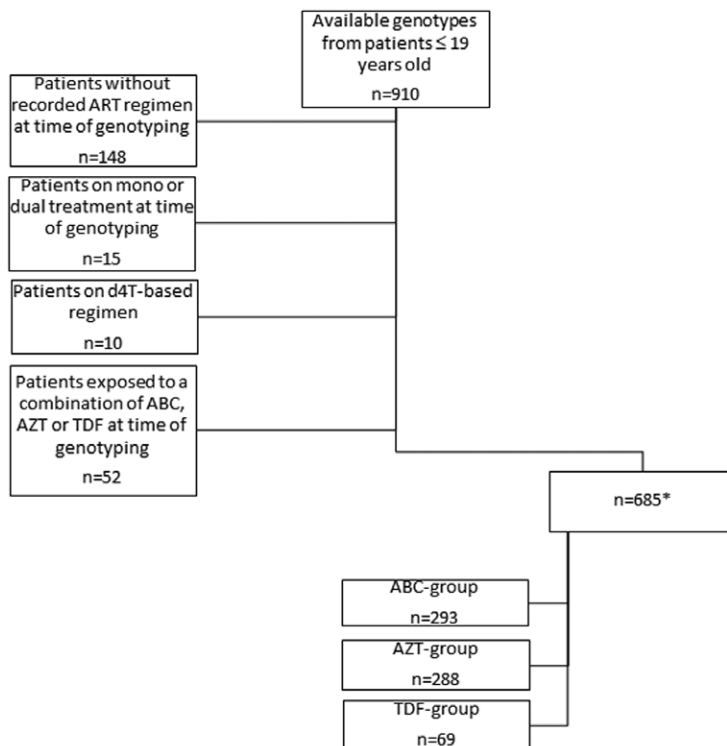 Available genotypes
from patients ≤ 19
years old
n=910
Patients without
recorded ART regimen
at time of genotyping
n=148
Patients on mono or
dual treatment at time
of genotyping
n=15
Patients on d4T-based
regimen
n=10
Patients exposed to a
combination of ABC,
AZT or TDF at time of
genotyping
n=52
n=685*
ABC-group
n=293
AZT-group
n=288
TDF-group
n=69